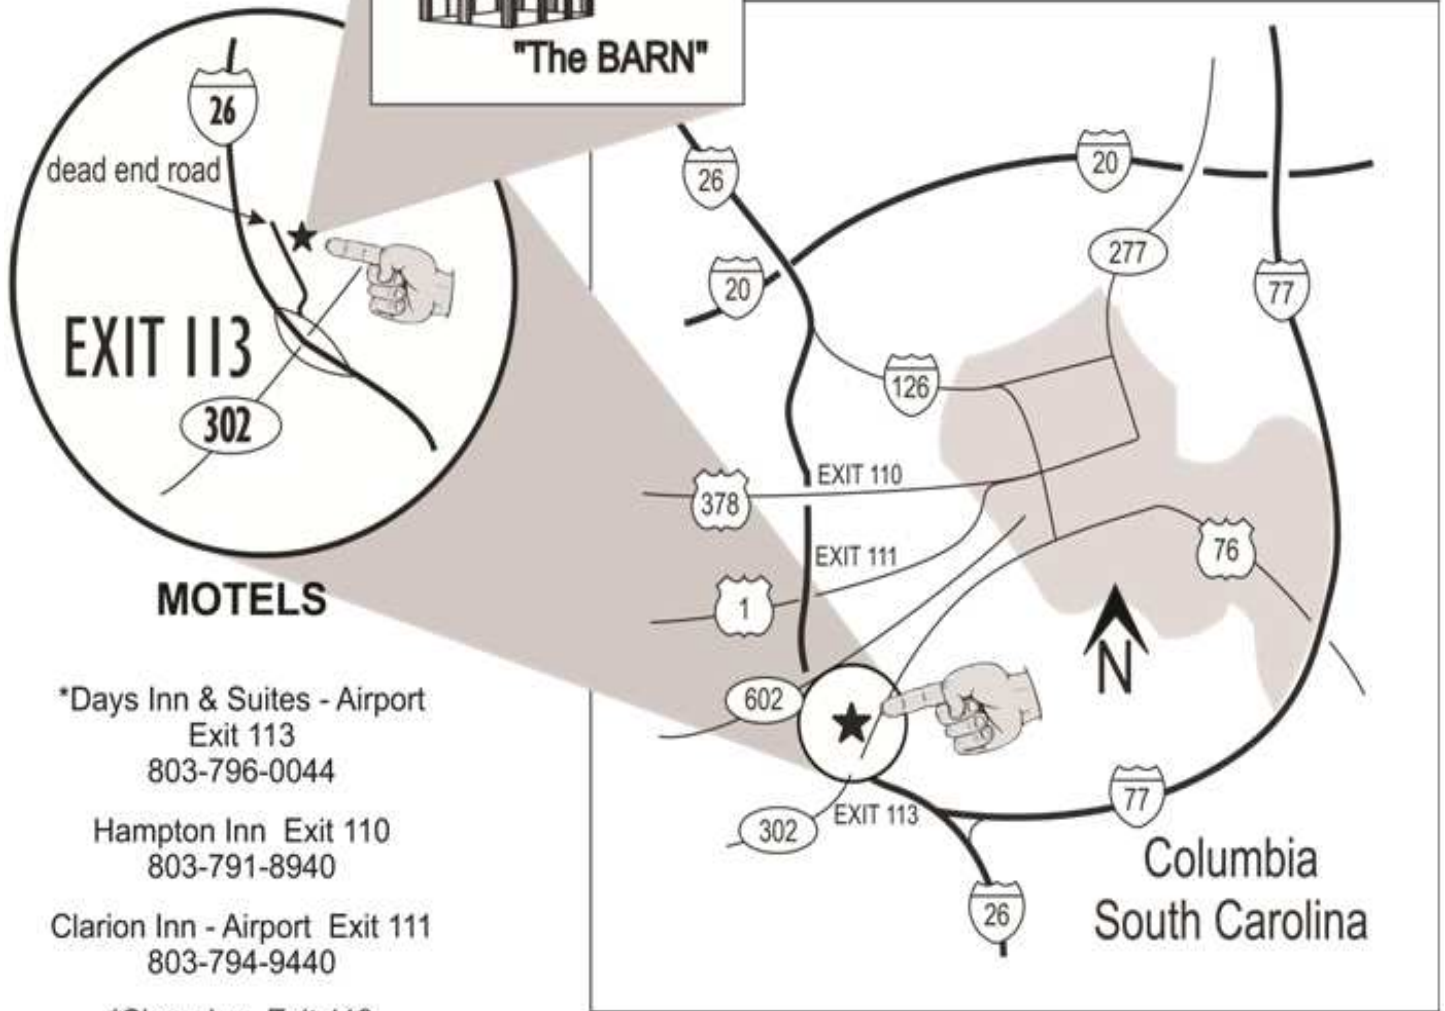 "The BARN"
26
dead end road
EXIT 113
302
MOTELS
*Days Inn & Suites - Airport
Exit 113
803-796-0044
Hampton Inn Exit 110
803-791-8940
Clarion Inn - Airport Exit 111
803-794-9440
26
20
277
20
77
126
EXIT 110
378
EXIT 111
76
1
N
602
77
302
EXIT 113
26
Columbia
South Carolina